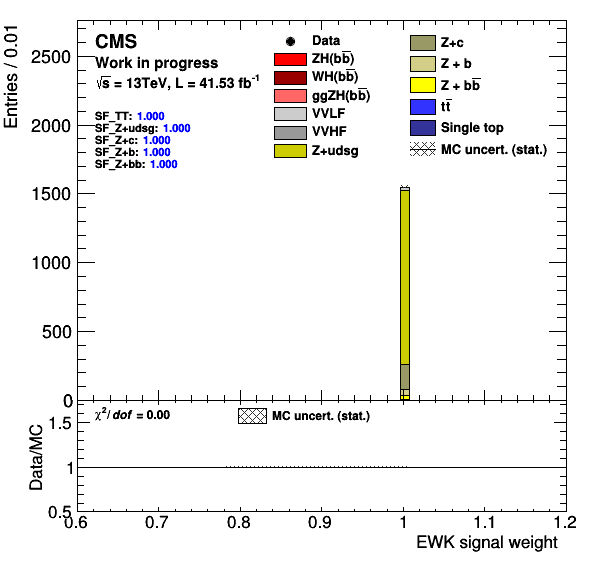 CMS
Work in progress
√s = 13TeV, L = 41.53 fb⁻¹
SF_TT: 1.000
SF_Z+udsg: 1.000
SF_Z+c: 1.000
SF_Z+b: 1.000
SF_Z+bb: 1.000
Data
ZH(bb̅)
WH(bb̅)
ggZH(bb̅)
VVLF
VVHF
Z+udsg
Z+c
Z + b
Z + bb̅
tt̅
Single top
MC uncert. (stat.)
Entries / 0.01
2500
2000
1500
1000
500
0
χ²/dof = 0.00
MC uncert. (stat.)
Data/MC
1.5
1
0.5
0.6 0.7 0.8 0.9 1 1.1 1.2
EWK signal weight